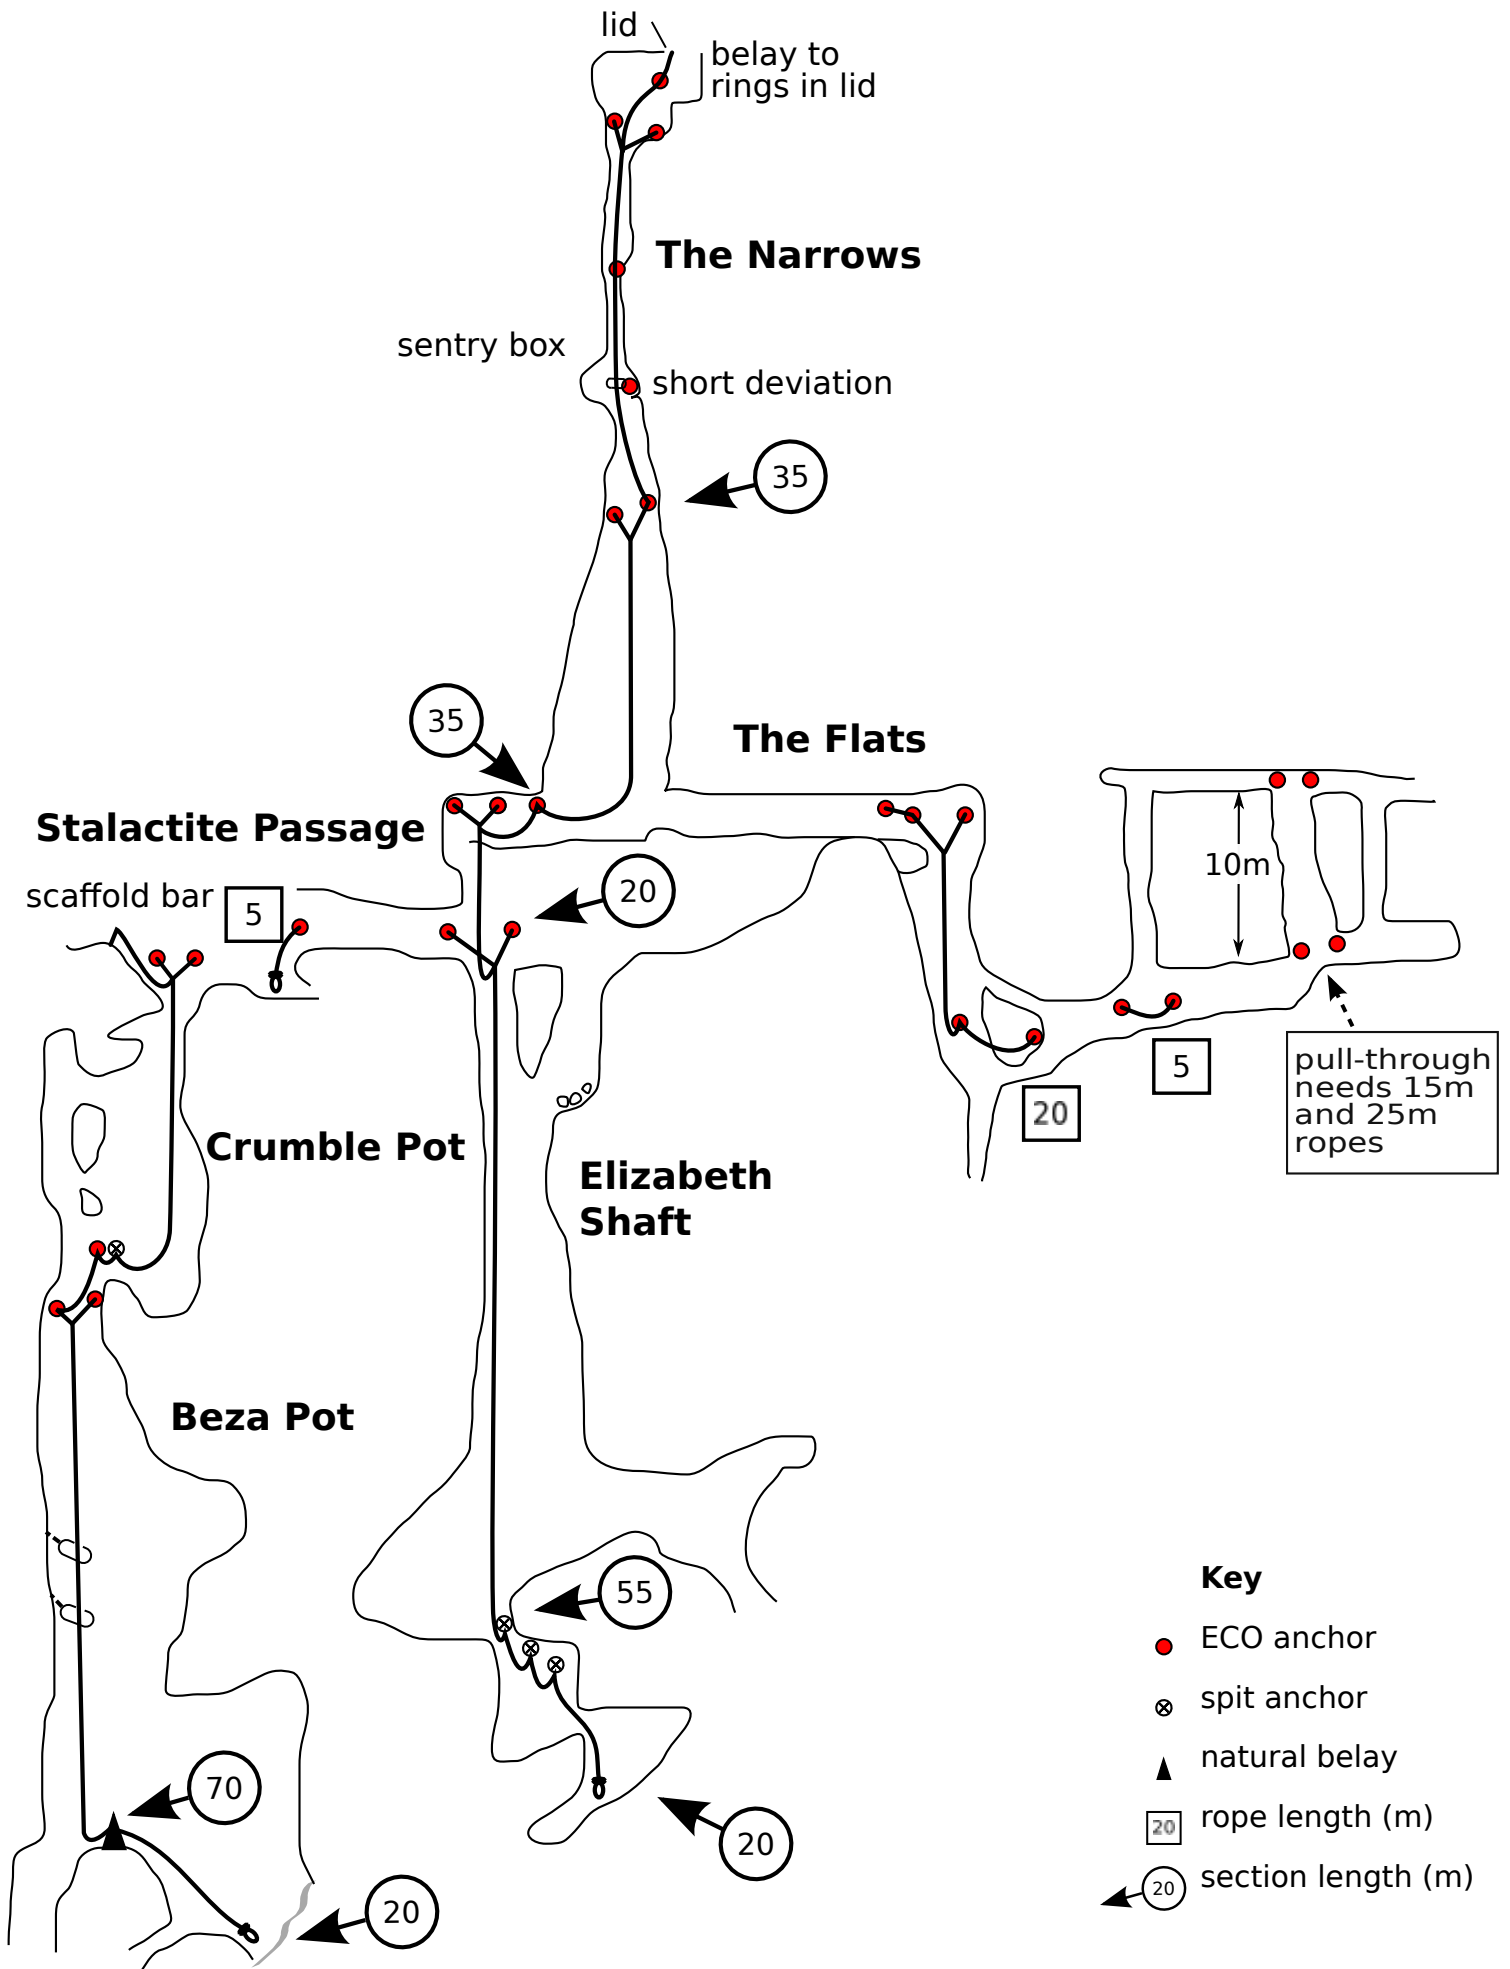 lid
belay to
rings in lid
The Narrows
sentry box
short deviation
35
35
The Flats
Stalactite Passage
scaffold bar
5
20
10m
pull-through
needs 15m
and 25m
ropes
5
20
Crumble Pot
Elizabeth
Shaft
Beza Pot
55
70
20
20
Key
ECO anchor
spit anchor
natural belay
20 rope length (m)
20 section length (m)